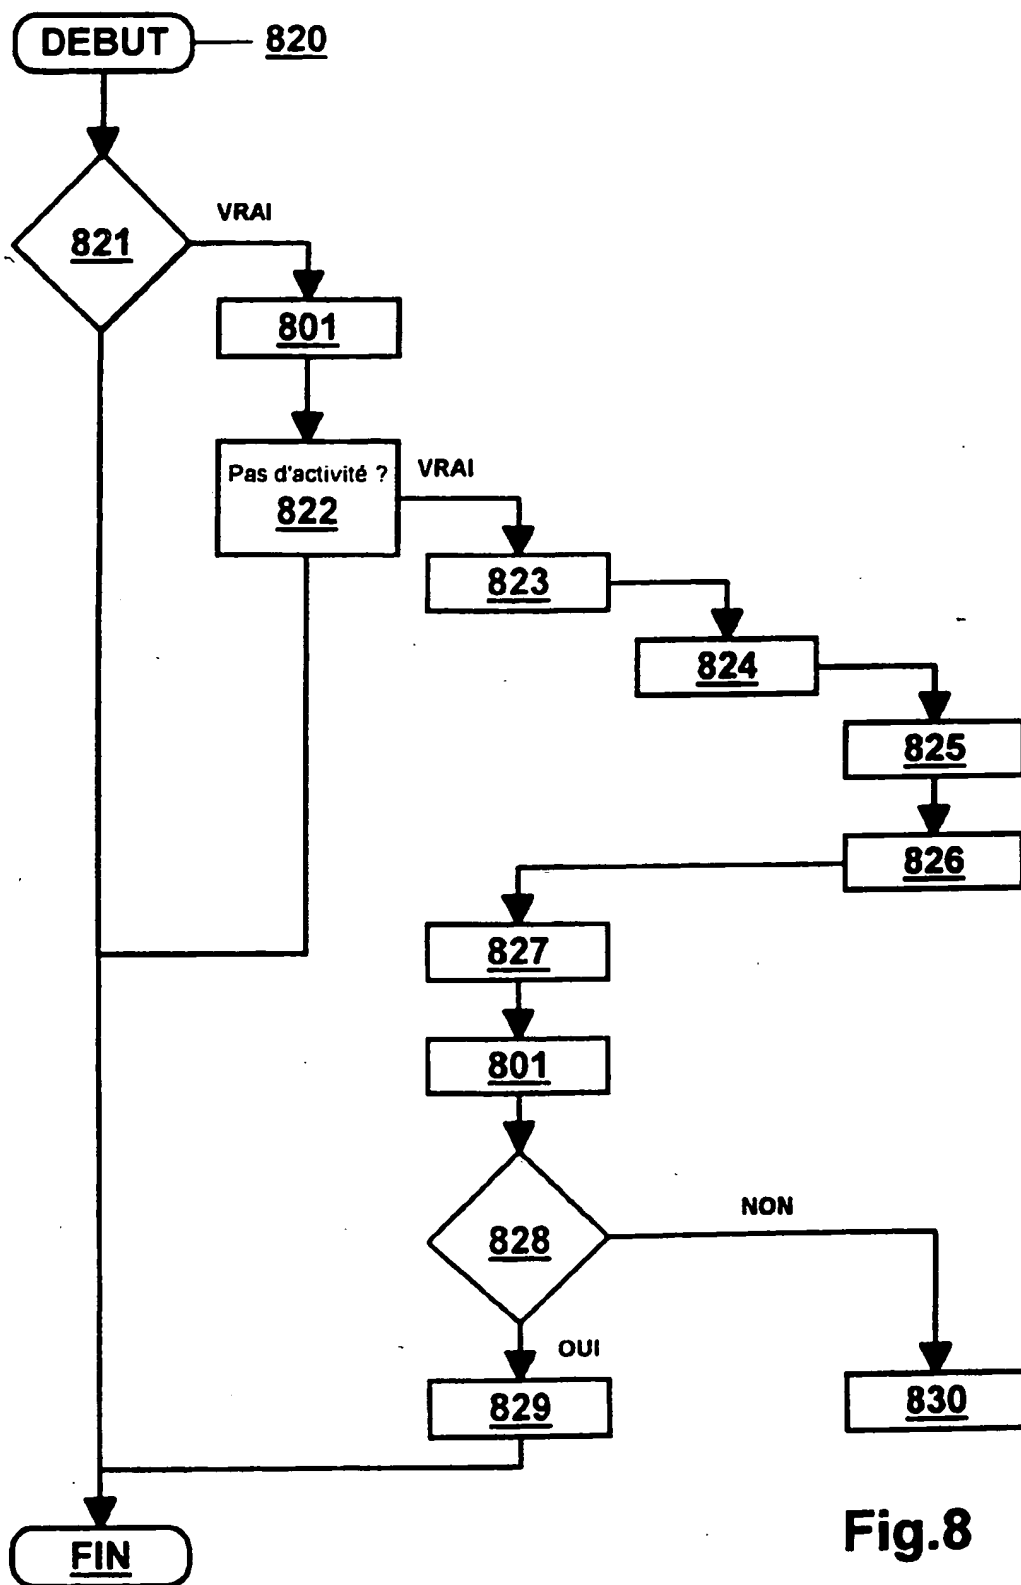 DEBUT
820
821
VRAI
801
Pas d'activité ?
822
VRAI
823
824
825
826
827
801
828
NON
OUI
829
830
FIN
Fig.8